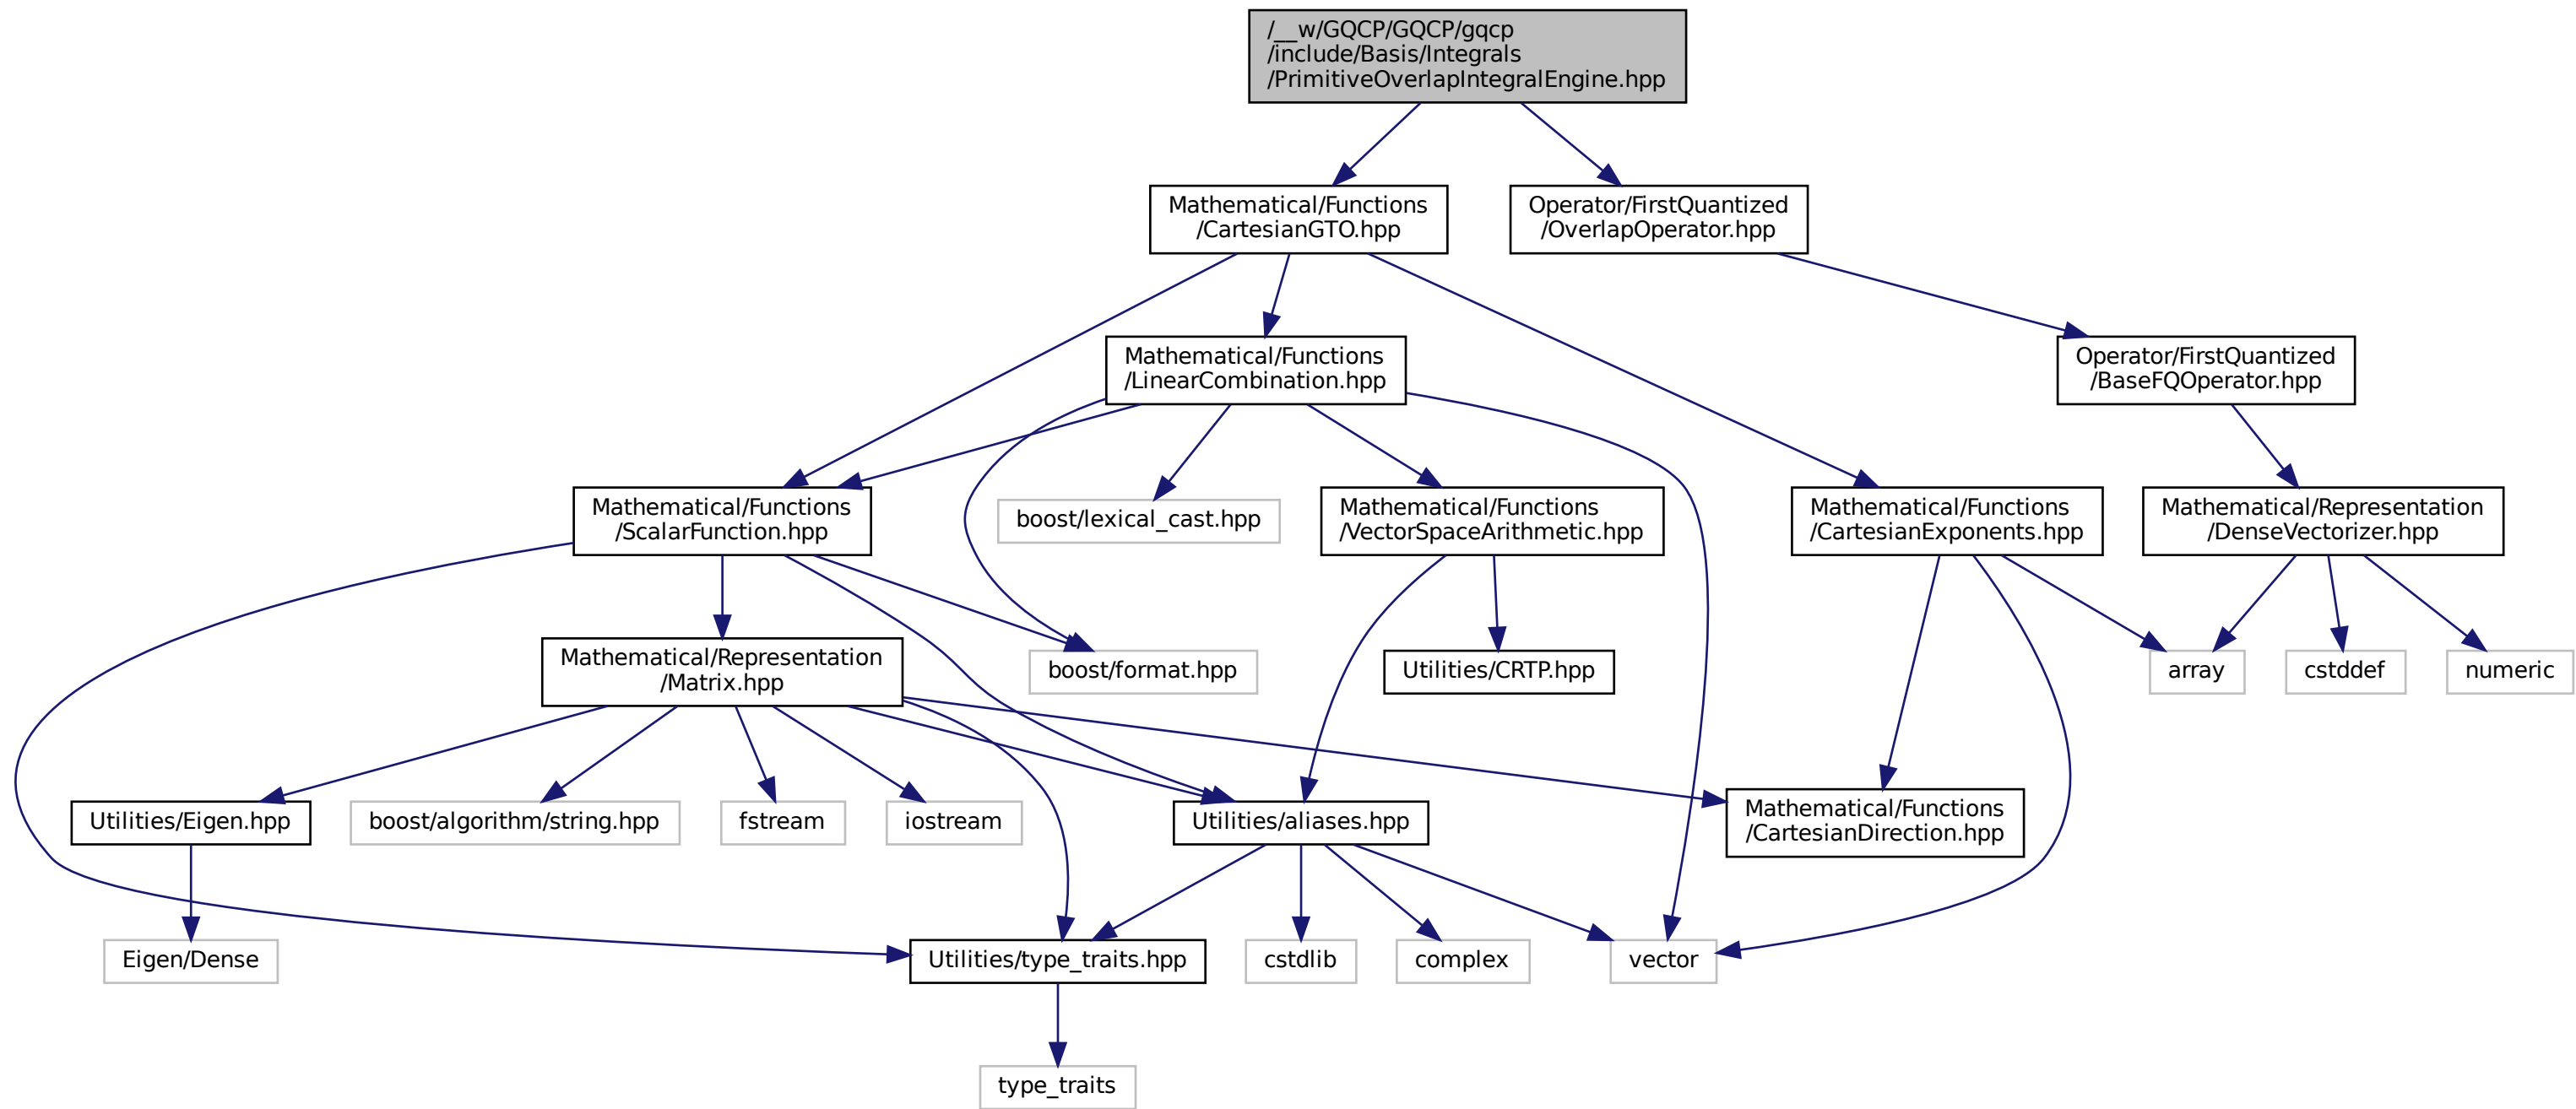 /__w/GQCP/GQCP/gqcp
/include/Basis/Integrals
/PrimitiveOverlapIntegralEngine.hpp
Mathematical/Functions
/CartesianGTO.hpp
Operator/FirstQuantized
/OverlapOperator.hpp
Mathematical/Functions
/LinearCombination.hpp
Operator/FirstQuantized
/BaseFQOperator.hpp
Mathematical/Functions
/ScalarFunction.hpp
boost/lexical_cast.hpp
Mathematical/Functions
/VectorSpaceArithmetic.hpp
Mathematical/Functions
/CartesianExponents.hpp
Mathematical/Representation
/DenseVectorizer.hpp
Mathematical/Representation
/Matrix.hpp
boost/format.hpp
Utilities/CRTP.hpp
array
cstddef
numeric
Utilities/Eigen.hpp
boost/algorithm/string.hpp
fstream
iostream
Utilities/aliases.hpp
Mathematical/Functions
/CartesianDirection.hpp
Eigen/Dense
Utilities/type_traits.hpp
cstdlib
complex
vector
type_traits